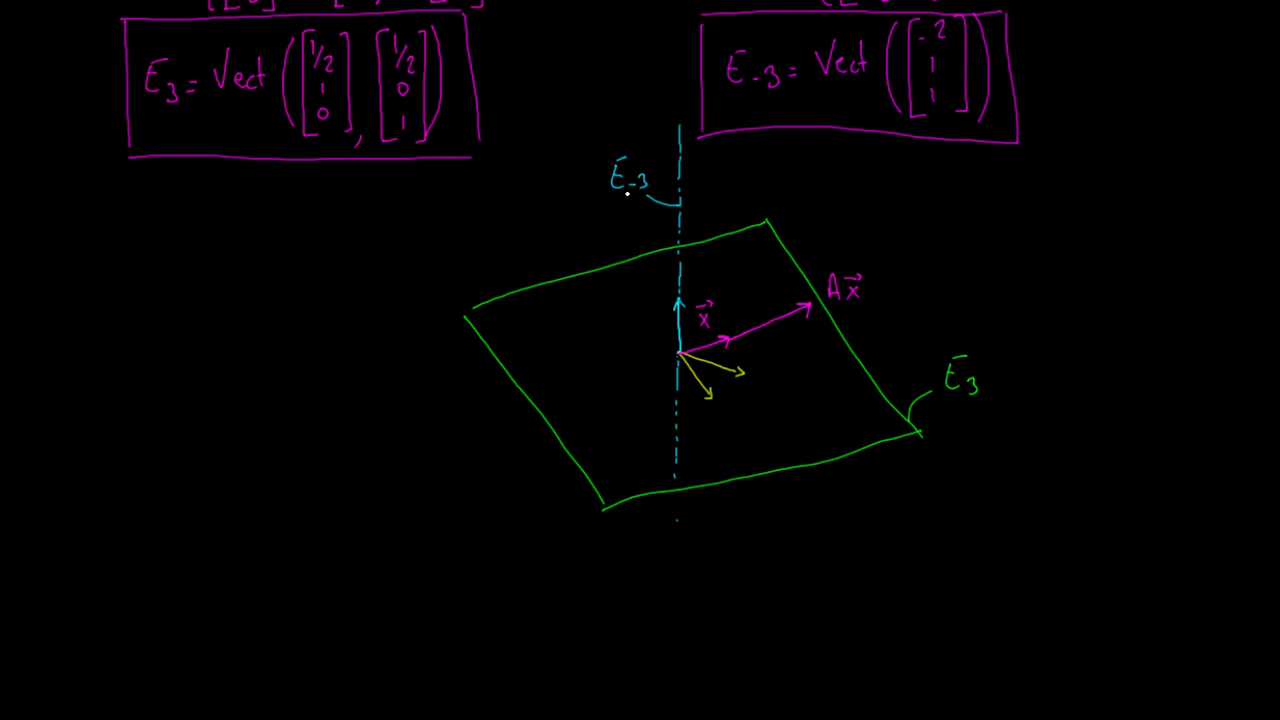 E₃ = Vect ( [1/2 1 0] , [1/2 0 1] )
E₋₃ = Vect ( [-2 1 1] )
E₋₃
x⃗
Ax⃗
E₃